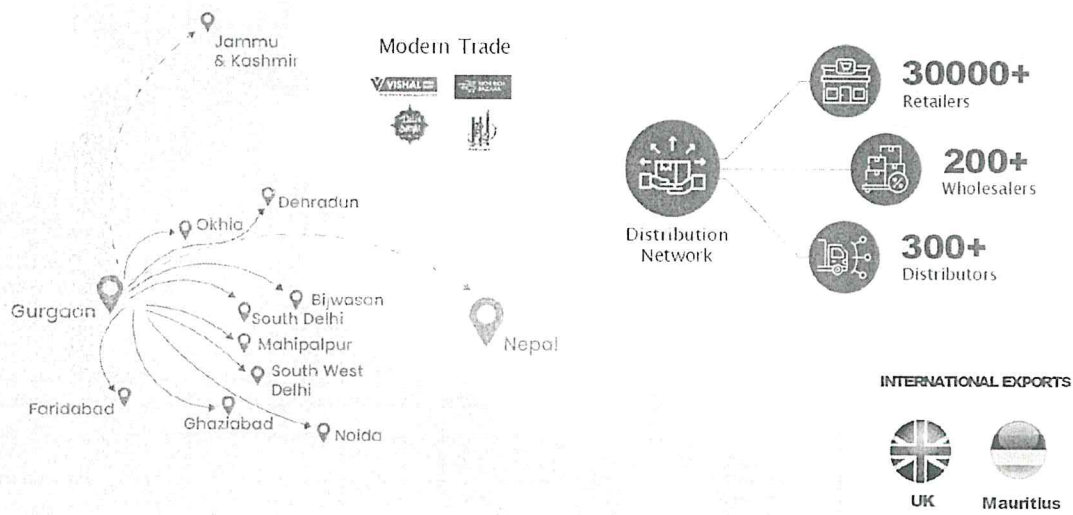 Jammu
& Kashmir
Modern Trade
VISHAL
BAZAAR
Dehradun
Okhla
Gurgaon
Bijwasan
South Delhi
Mahipalpur
South West
Delhi
Faridabad
Ghaziabad
Noida
Nepal
Distribution
Network
30000+
Retailers
200+
Wholesalers
300+
Distributors
INTERNATIONAL EXPORTS
UK
Mauritius